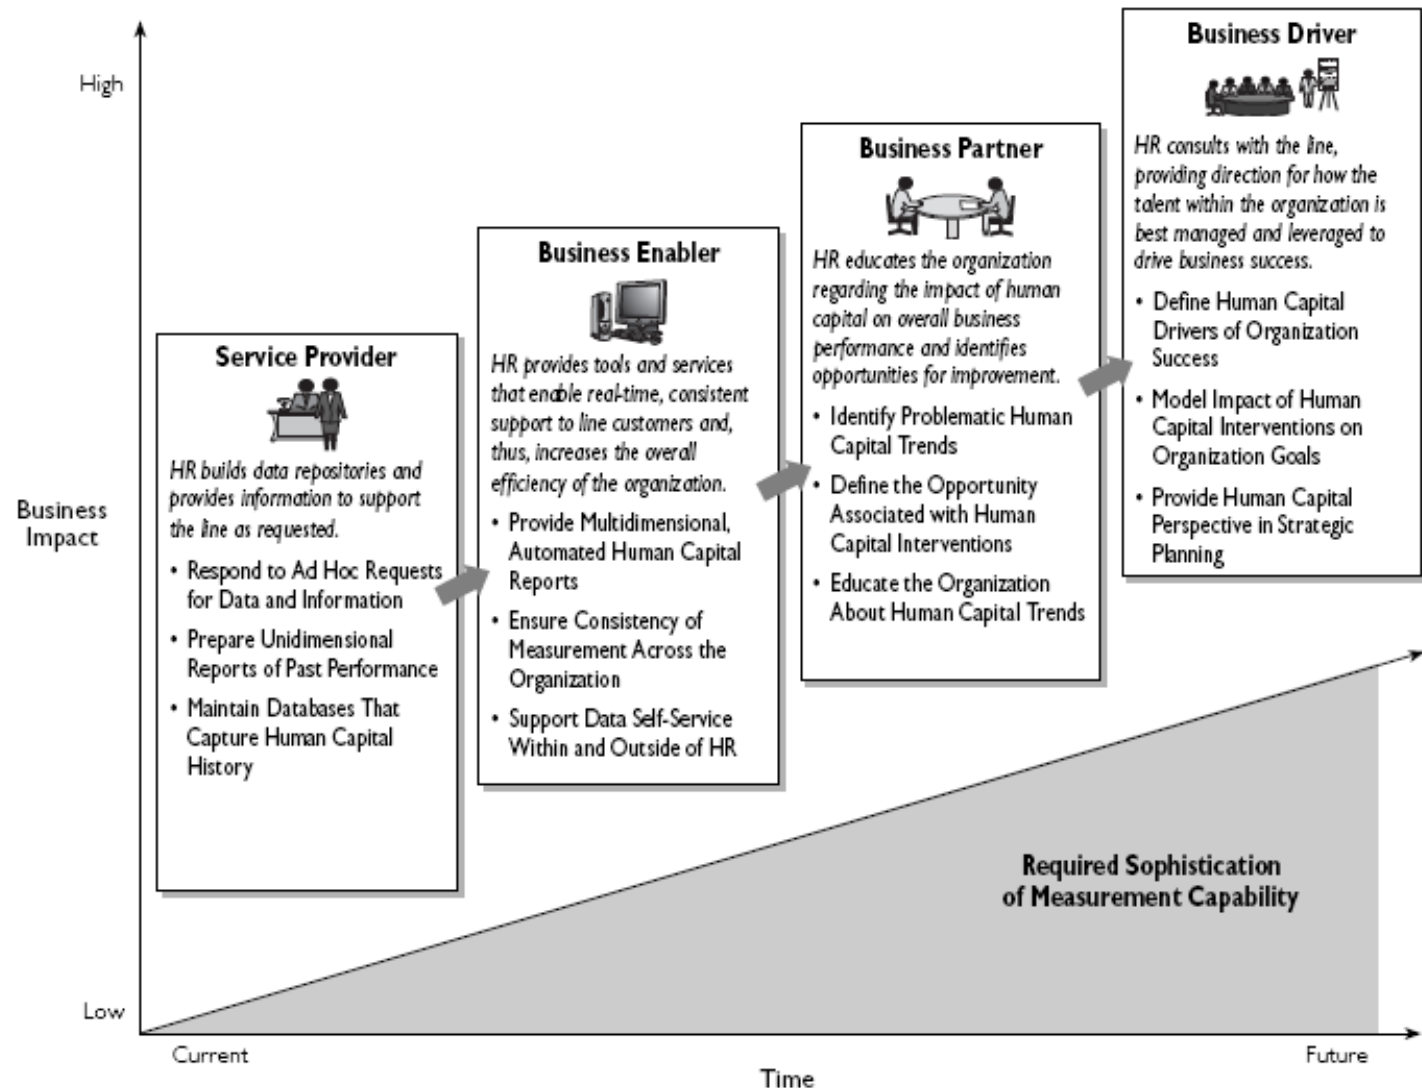 High
Business
Impact
Low
Service Provider
HR builds data repositories and
provides information to support
the line as requested.
• Respond to Ad Hoc Requests
for Data and Information
• Prepare Unidimensional
Reports of Past Performance
• Maintain Databases That
Capture Human Capital
History
Business Enabler
HR provides tools and services
that enable real-time, consistent
support to line customers and,
thus, increases the overall
efficiency of the organization.
• Provide Multidimensional,
Automated Human Capital
Reports
• Ensure Consistency of
Measurement Across the
Organization
• Support Data Self-Service
Within and Outside of HR
Business Partner
HR educates the organization
regarding the impact of human
capital on overall business
performance and identifies
opportunities for improvement.
• Identify Problematic Human
Capital Trends
• Define the Opportunity
Associated with Human
Capital Interventions
• Educate the Organization
About Human Capital Trends
Business Driver
HR consults with the line,
providing direction for how the
talent within the organization is
best managed and leveraged to
drive business success.
• Define Human Capital
Drivers of Organization
Success
• Model Impact of Human
Capital Interventions on
Organization Goals
• Provide Human Capital
Perspective in Strategic
Planning
Required Sophistication
of Measurement Capability
Current
Future
Time